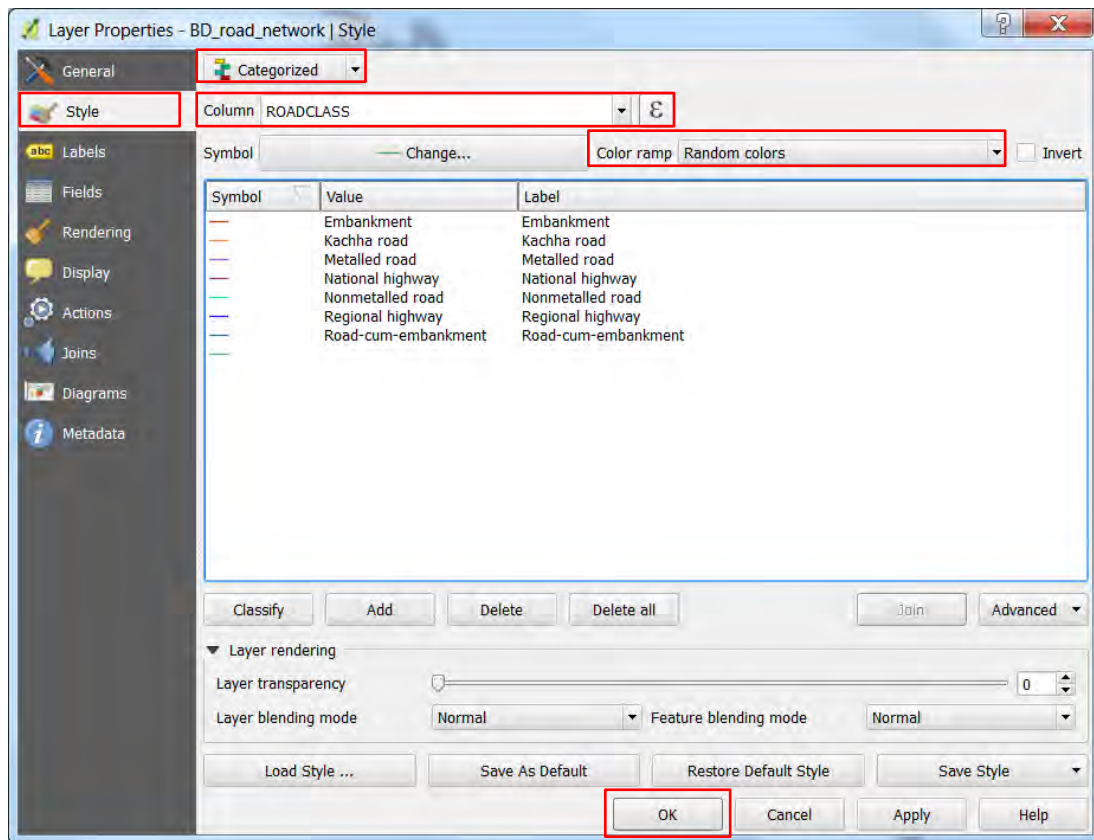 Layer Properties - BD_road_network | Style
General
Style
Labels
Fields
Rendering
Display
Actions
Joins
Diagrams
Metadata
Categorized
Column ROADCLASS ε
Symbol Change... Color ramp Random colors Invert
Symbol Value Label
Embankment Embankment
Kachha road Kachha road
Metalled road Metalled road
National highway National highway
Nonmetalled road Nonmetalled road
Regional highway Regional highway
Road-cum-embankment Road-cum-embankment
Classify Add Delete Delete all Join Advanced
Layer rendering
Layer transparency 0
Layer blending mode Normal Feature blending mode Normal
Load Style ... Save As Default Restore Default Style Save Style
OK Cancel Apply Help